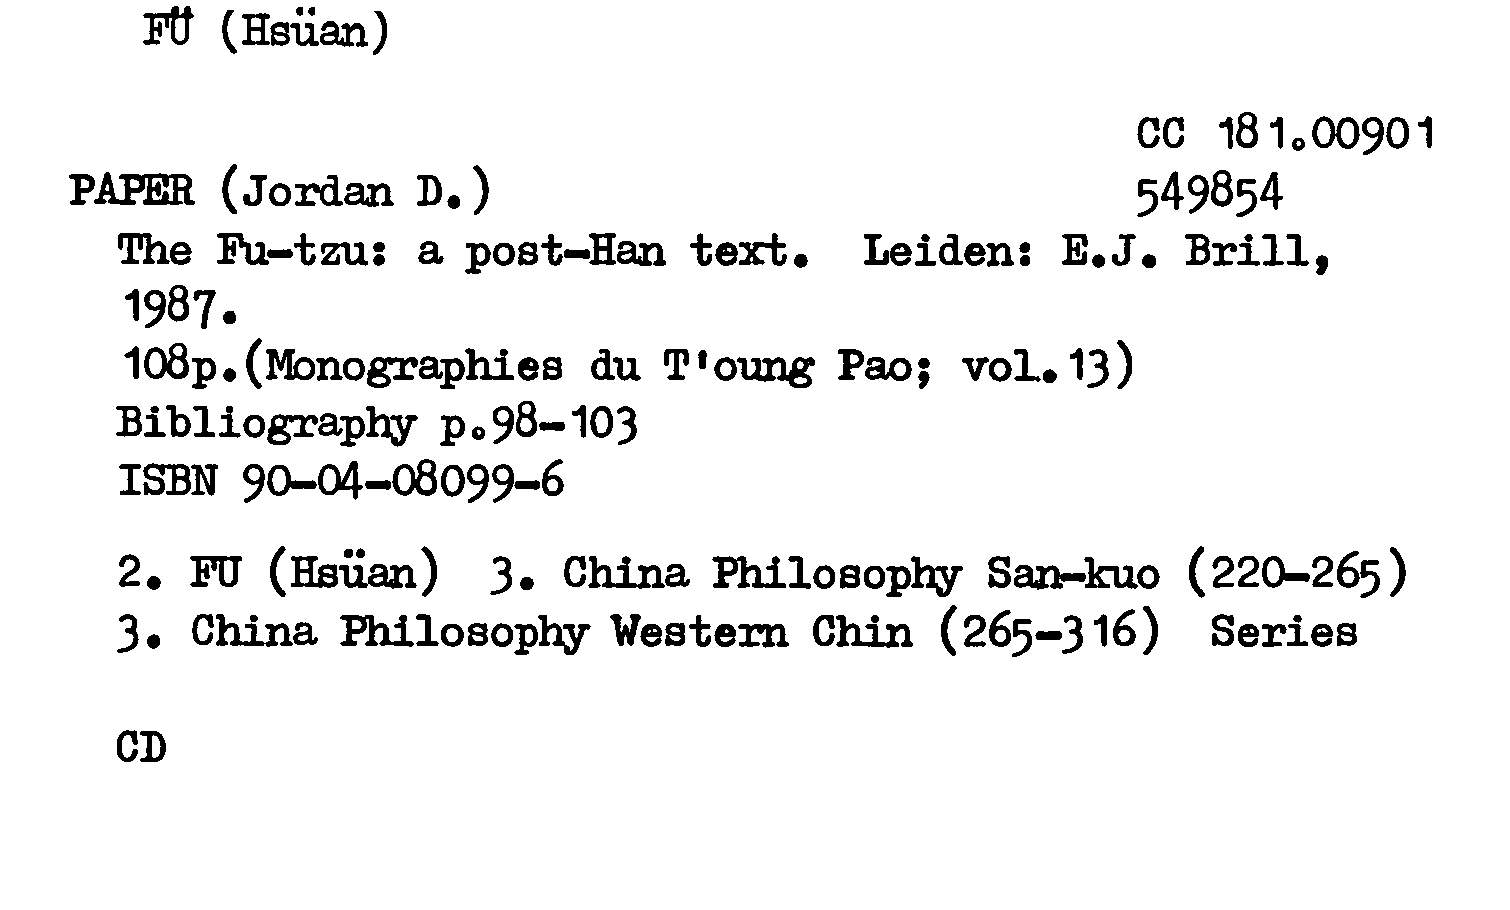 FÜ (Hsüan)
CC 181.00901
PAPER (Jordan D.)
549854
The Fu-tzu: a post-Han text. Leiden: E.J. Brill,
1987.
108p.(Monographies du T'oung Pao; vol.13)
Bibliography p.98-103
ISBN 90-04-08099-6
2. FU (Hsüan) 3. China Philosophy San-kuo (220-265)
3. China Philosophy Western Chin (265-316) Series
CD